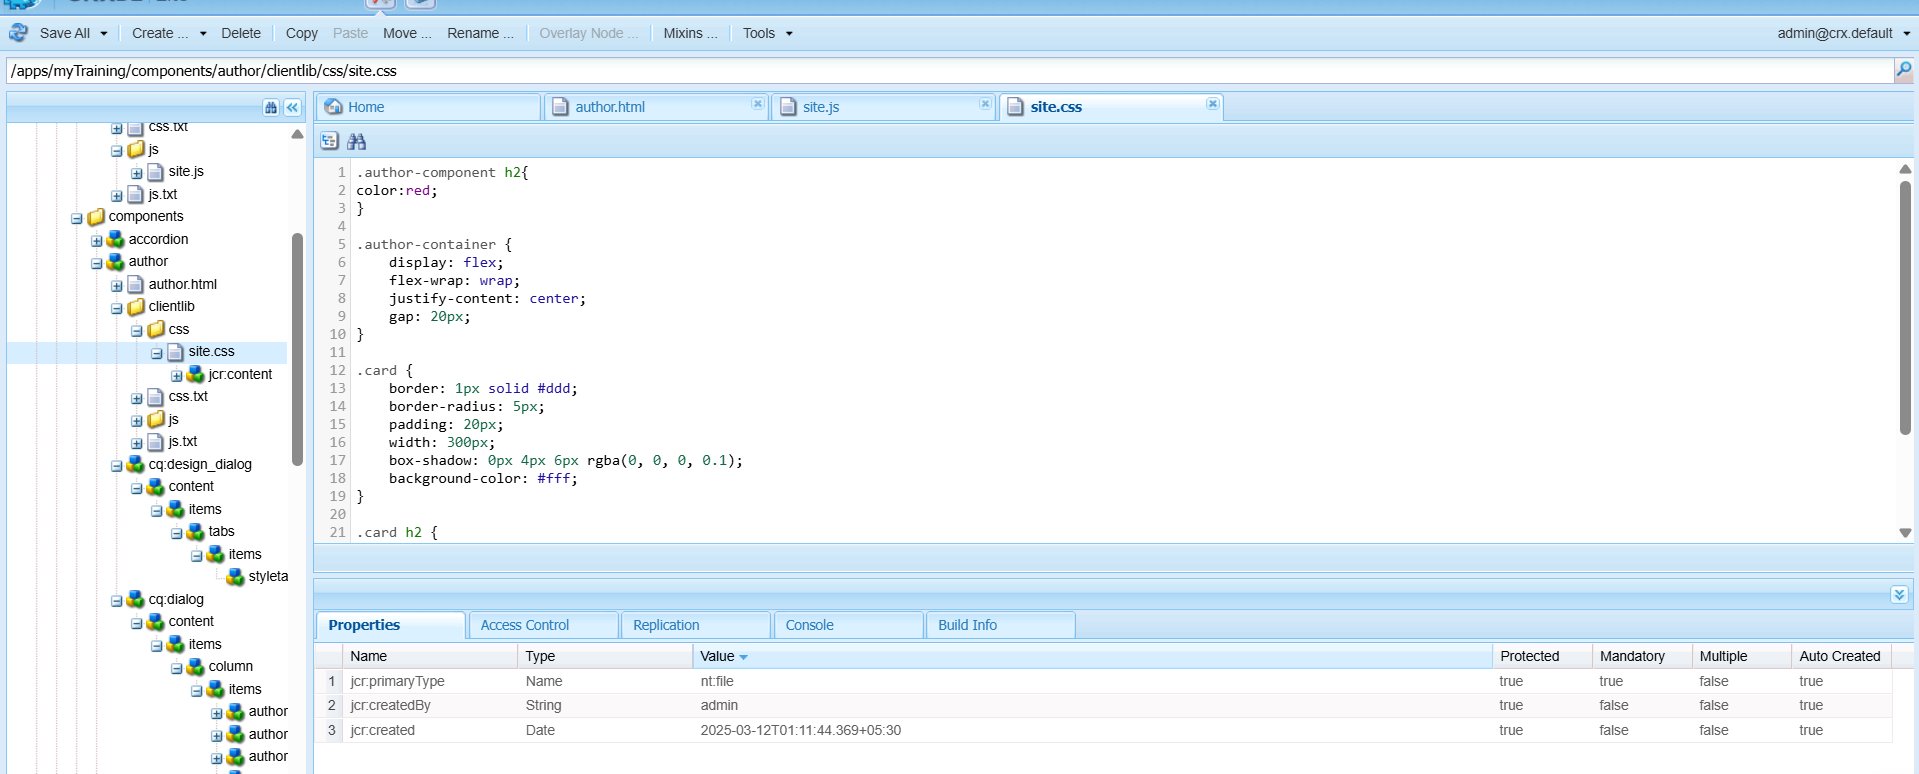 Save All Create ... Delete Copy Paste Move ... Rename ... Overlay Node ... Mixins ... Tools admin@crx.default
/apps/myTraining/components/author/clientlib/css/site.css
css.txt
js
site.js
js.txt
components
accordion
author
author.html
clientlib
css
site.css
jcr:content
css.txt
js
js.txt
cq:design_dialog
content
items
tabs
items
styleta
cq:dialog
content
items
column
items
author
author
author
Home author.html site.js site.css
1 .author-component h2{
2 color:red;
3 }
4
5 .author-container {
6 display: flex;
7 flex-wrap: wrap;
8 justify-content: center;
9 gap: 20px;
10 }
11
12 .card {
13 border: 1px solid #ddd;
14 border-radius: 5px;
15 padding: 20px;
16 width: 300px;
17 box-shadow: 0px 4px 6px rgba(0, 0, 0, 0.1);
18 background-color: #fff;
19 }
20
21 .card h2 {
Properties Access Control Replication Console Build Info
Name Type Value Protected Mandatory Multiple Auto Created
1 jcr:primaryType Name nt:file true true false true
2 jcr:createdBy String admin true false false true
3 jcr:created Date 2025-03-12T01:11:44.369+05:30 true false false true